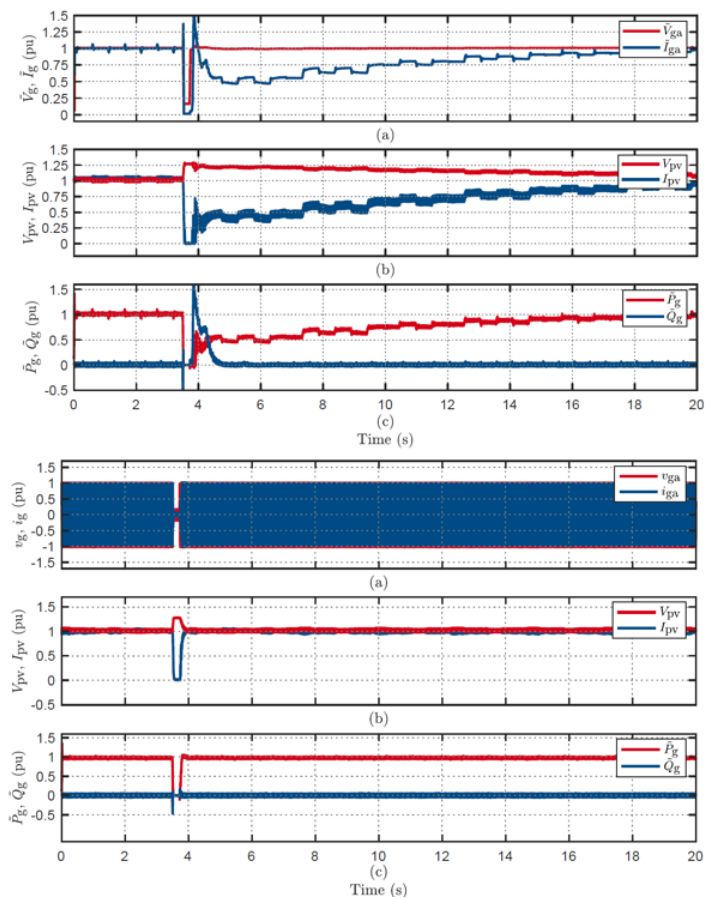 1.5
1
0.75
0.5
0.25
0
Ṽg, Ĩg (pu)
Ṽga
Ĩga
(a)
1.5
1.25
1
0.5
0.25
0
Vpv, Ipv (pu)
Vpv
Ipv
(b)
1.5
1
0.5
0
-0.5
P̃g, Q̃g (pu)
P̃g
Q̃g
0 2 4 6 8 10 12 14 16 18 20
(c)
Time (s)
1.5
1
0.5
0
-0.5
-1
-1.5
vg, ig (pu)
vga
iga
(a)
1.5
1
0.5
0
-0.5
Vpv, Ipv (pu)
Vpv
Ipv
(b)
1.5
1
0.5
0
-0.5
P̃g, Q̃g (pu)
P̃g
Q̃g
0 2 4 6 8 10 12 14 16 18 20
(c)
Time (s)